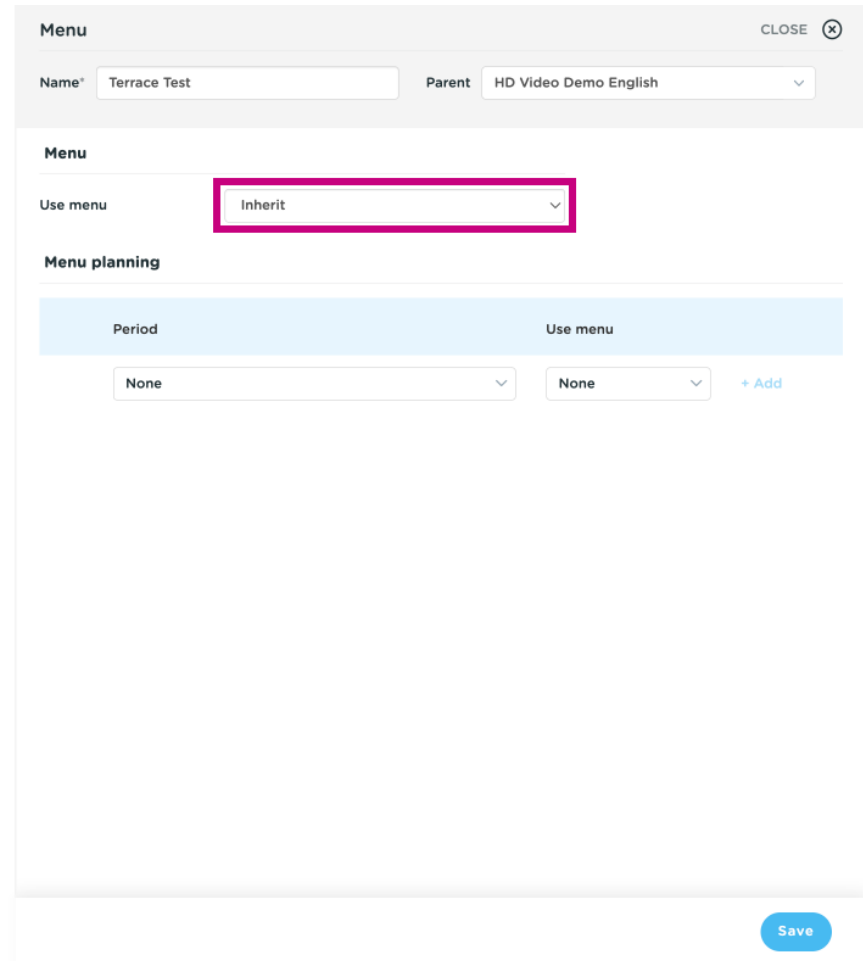 Menu CLOSE
Name* Terrace Test Parent HD Video Demo English
Menu
Use menu Inherit
Menu planning
Period Use menu
None None + Add
Save